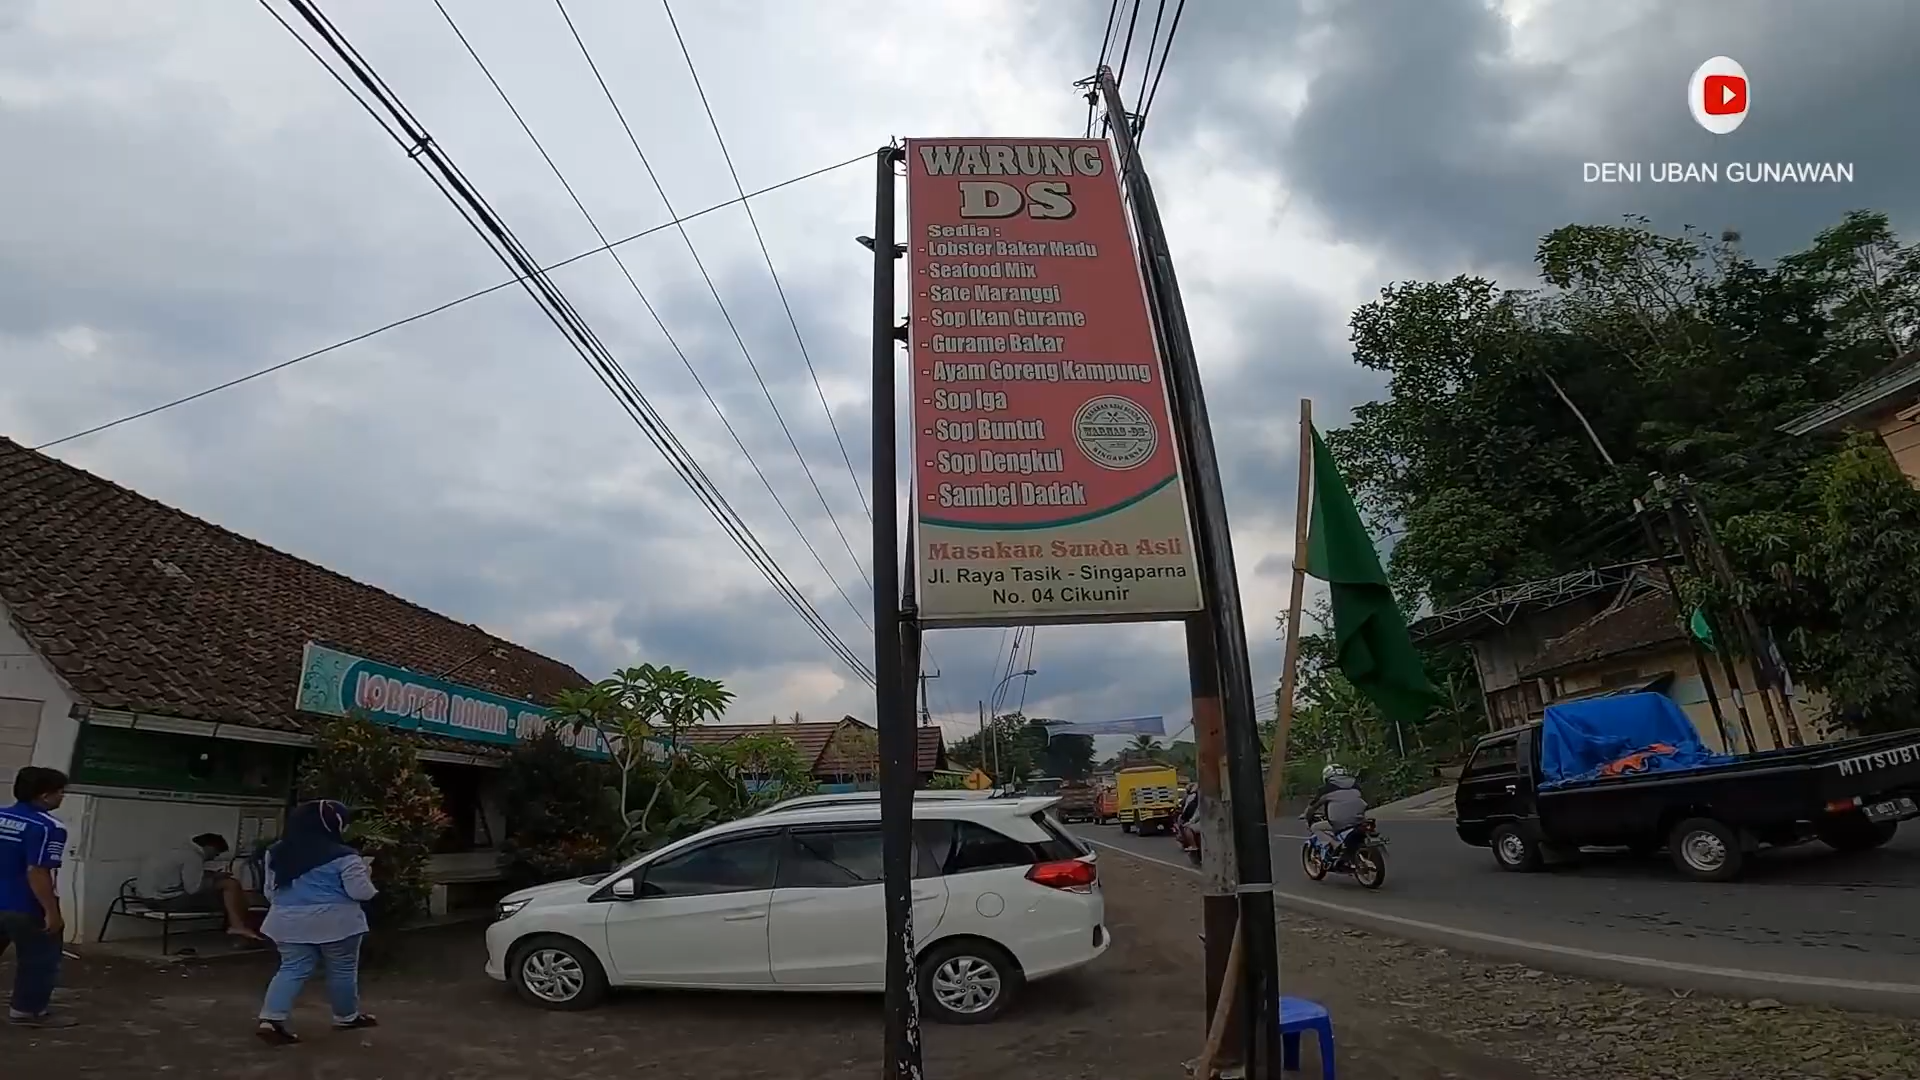 DENI UBAN GUNAWAN
WARUNG
DS
Sedia :
- Lobster Bakar Madu
- Seafood Mix
- Sate Maranggi
- Sop Ikan Gurame
- Gurame Bakar
- Ayam Goreng Kampung
- Sop Iga
- Sop Buntut
- Sop Dengkul
- Sambel Dadak
SINGAPARNA
Masakan Sunda Asli
Jl. Raya Tasik - Singaparna
No. 04 Cikunir
LOBSTER BAKAR -
MITSUBI